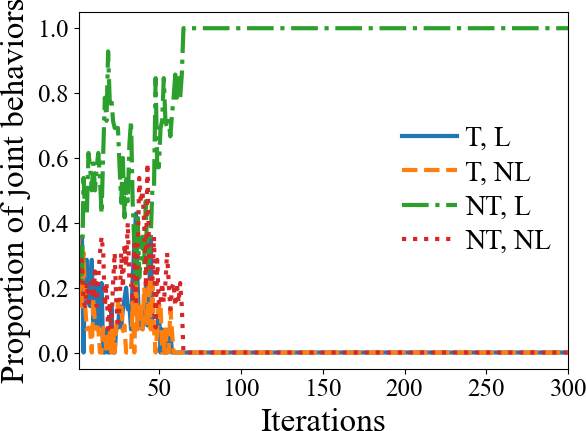 Proportion of joint behaviors
1.0
0.8
0.6
0.4
0.2
0.0
T, L
T, NL
NT, L
NT, NL
50 100 150 200 250 300
Iterations